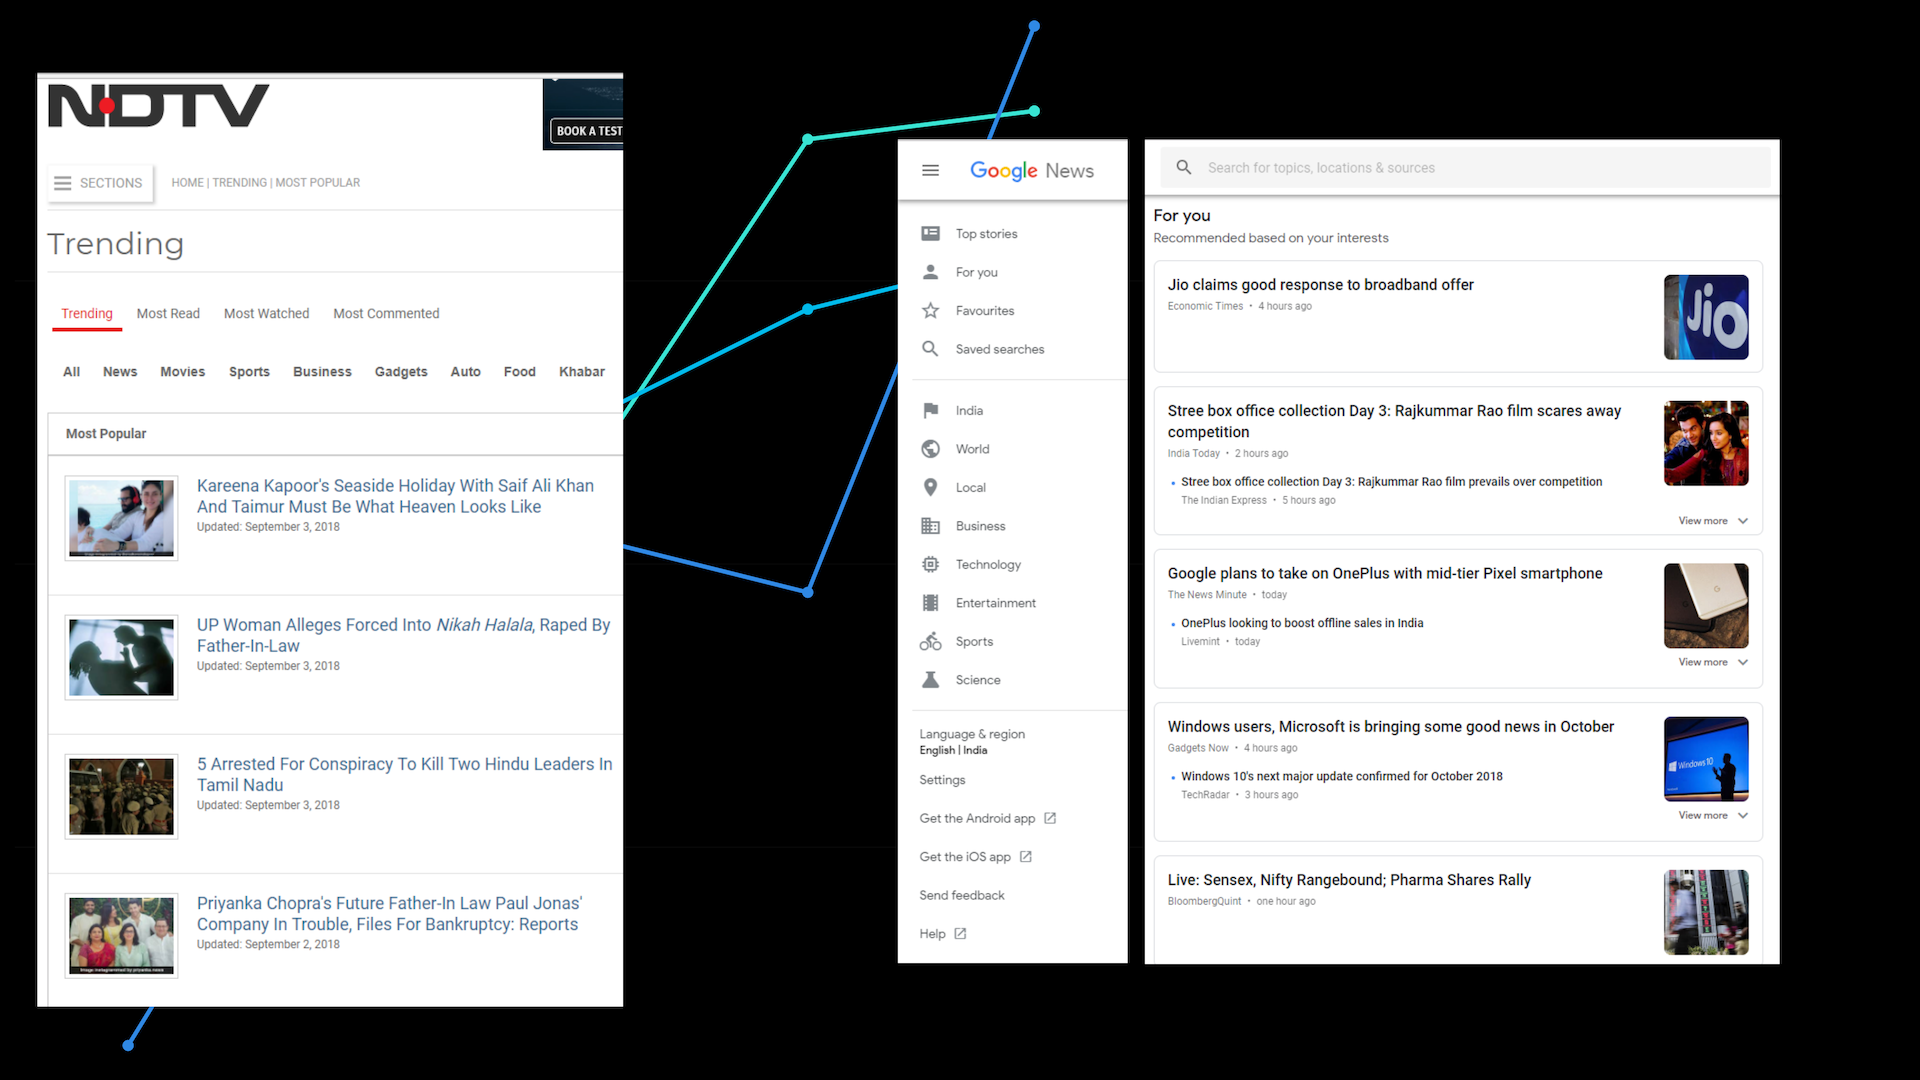 NDTV
BOOK A TEST
SECTIONS
HOME | TRENDING | MOST POPULAR
Trending
Trending Most Read Most Watched Most Commented
All News Movies Sports Business Gadgets Auto Food Khabar
Most Popular
Kareena Kapoor's Seaside Holiday With Saif Ali Khan
And Taimur Must Be What Heaven Looks Like
Updated: September 3, 2018
UP Woman Alleges Forced Into Nikah Halala, Raped By
Father-In-Law
Updated: September 3, 2018
5 Arrested For Conspiracy To Kill Two Hindu Leaders In
Tamil Nadu
Updated: September 3, 2018
Priyanka Chopra's Future Father-In Law Paul Jonas'
Company In Trouble, Files For Bankruptcy: Reports
Updated: September 2, 2018
Google News
Top stories
For you
Favourites
Saved searches
India
World
Local
Business
Technology
Entertainment
Sports
Science
Language & region
English | India
Settings
Get the Android app
Get the iOS app
Send feedback
Help
Search for topics, locations & sources
For you
Recommended based on your interests
Jio claims good response to broadband offer
Economic Times • 4 hours ago
Jio
Stree box office collection Day 3: Rajkummar Rao film scares away
competition
India Today • 2 hours ago
• Stree box office collection Day 3: Rajkummar Rao film prevails over competition
The Indian Express • 5 hours ago
View more
Google plans to take on OnePlus with mid-tier Pixel smartphone
The News Minute • today
• OnePlus looking to boost offline sales in India
Livemint • today
View more
Windows users, Microsoft is bringing some good news in October
Gadgets Now • 4 hours ago
• Windows 10's next major update confirmed for October 2018
TechRadar • 3 hours ago
Windows 10
View more
Live: Sensex, Nifty Rangebound; Pharma Shares Rally
BloombergQuint • one hour ago